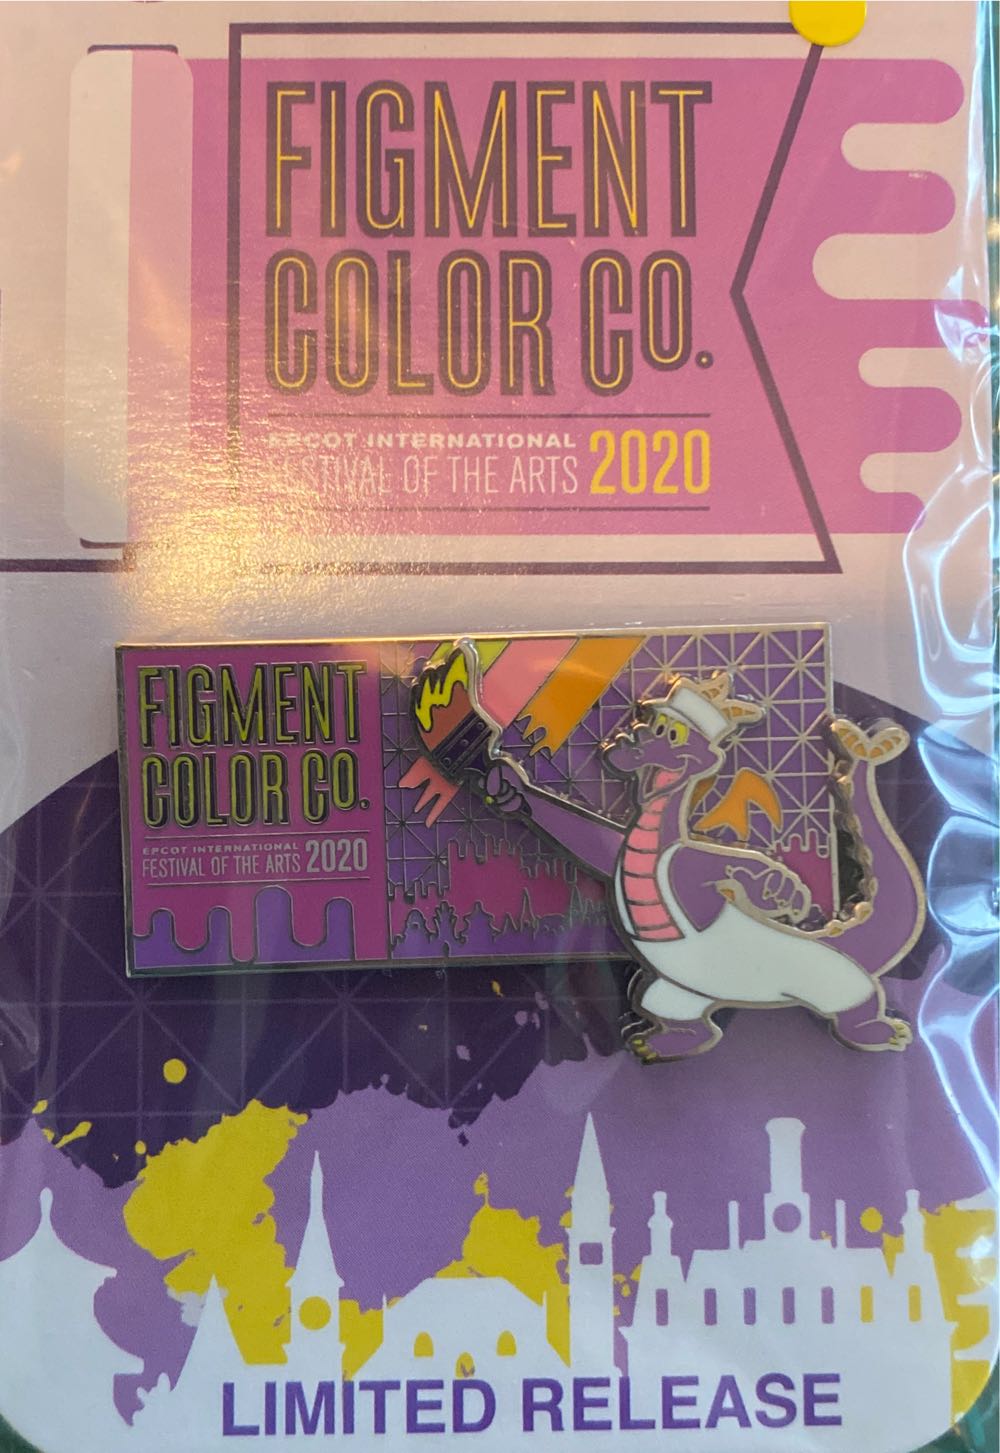 FIGMENT
COLOR CO.
EPCOT INTERNATIONAL
FESTIVAL OF THE ARTS 2020
FIGMENT
COLOR CO.
EPCOT INTERNATIONAL
FESTIVAL OF THE ARTS 2020
LIMITED RELEASE